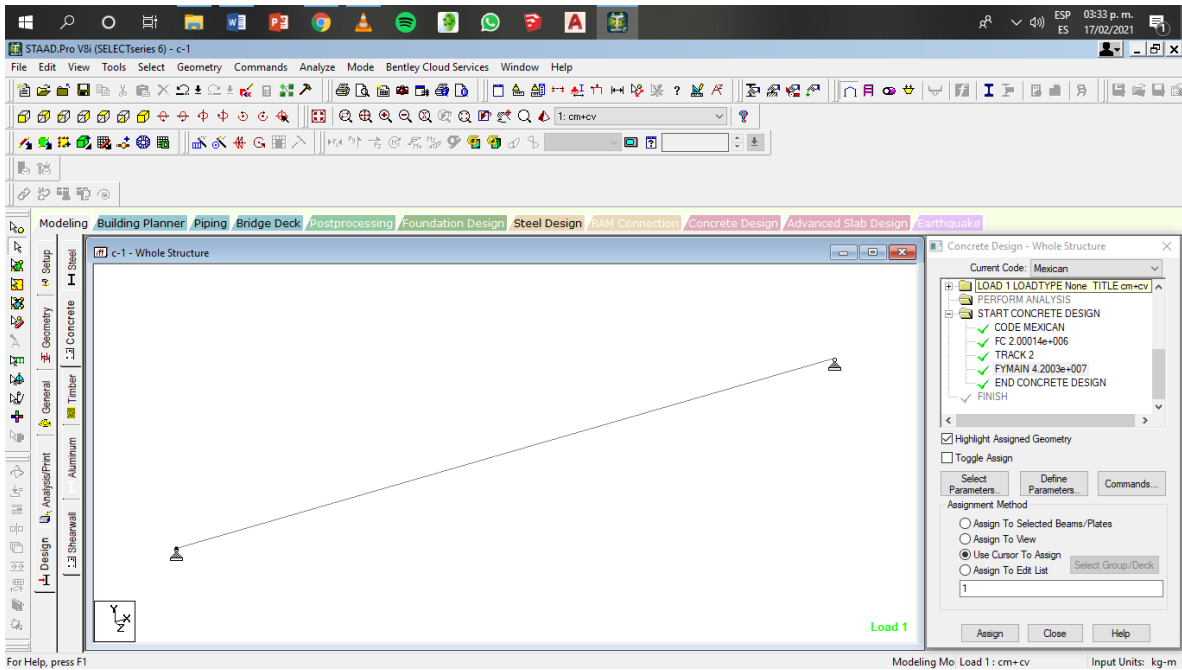 ESP
ES
03:33 p. m.
17/02/2021
STAAD.Pro V8i (SELECTseries 6) - c-1
File Edit View Tools Select Geometry Commands Analyze Mode Bentley Cloud Services Window Help
1: cm+cv
Modeling Building Planner Piping Bridge Deck Postprocessing Foundation Design Steel Design RAM Connection Concrete Design Advanced Slab Design Earthquake
Setup
Geometry
General
Analysis/Print
Design
Steel
Concrete
Timber
Aluminum
Shearwall
c-1 - Whole Structure
Y
X
Z
Load 1
Concrete Design - Whole Structure
Current Code: Mexican
LOAD 1 LOADTYPE None TITLE cm+cv
PERFORM ANALYSIS
START CONCRETE DESIGN
CODE MEXICAN
FC 2.00014e+006
TRACK 2
FYMAIN 4.2003e+007
END CONCRETE DESIGN
FINISH
Highlight Assigned Geometry
Toggle Assign
Select Parameters..
Define Parameters..
Commands...
Assignment Method
Assign To Selected Beams/Plates
Assign To View
Use Cursor To Assign
Assign To Edit List
Select Group/Deck
1
Assign Close Help
For Help, press F1
Modeling Mo Load 1 : cm+cv Input Units: kg-m